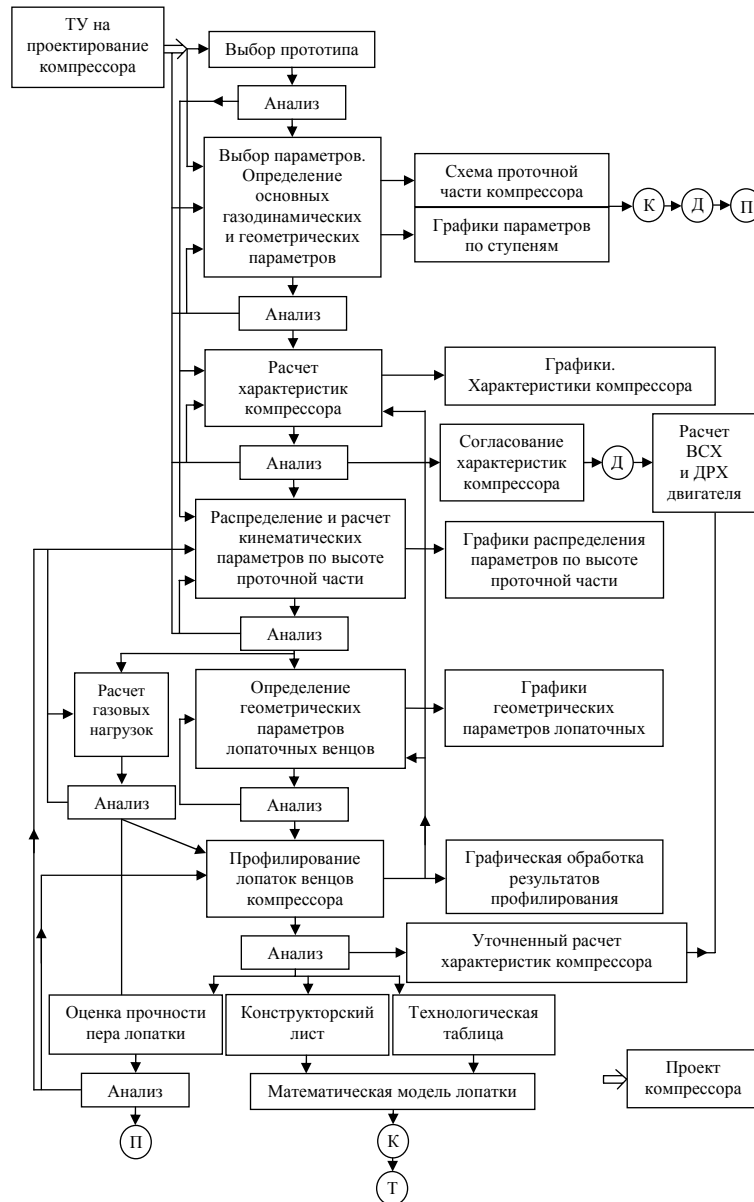 ТУ на
проектирование
компрессора
Выбор прототипа
Анализ
Выбор параметров.
Определение
основных
газодинамических
и геометрических
параметров
Схема проточной
части компрессора
Графики параметров
по ступеням
К
Д
П
Анализ
Расчет
характеристик
компрессора
Графики.
Характеристики компрессора
Анализ
Согласование
характеристик
компрессора
Д
Расчет
ВСХ
и ДРХ
двигателя
Распределение и расчет
кинематических
параметров по высоте
проточной части
Графики распределения
параметров по высоте
проточной части
Анализ
Расчет
газовых
нагрузок
Определение
геометрических
параметров
лопаточных венцов
Графики
геометрических
параметров лопаточных
Анализ
Анализ
Профилирование
лопаток венцов
компрессора
Графическая обработка
результатов
профилирования
Анализ
Уточненный расчет
характеристик компрессора
Оценка прочности
пера лопатки
Конструкторский
лист
Технологическая
таблица
Анализ
Математическая модель лопатки
Проект
компрессора
П
К
Т